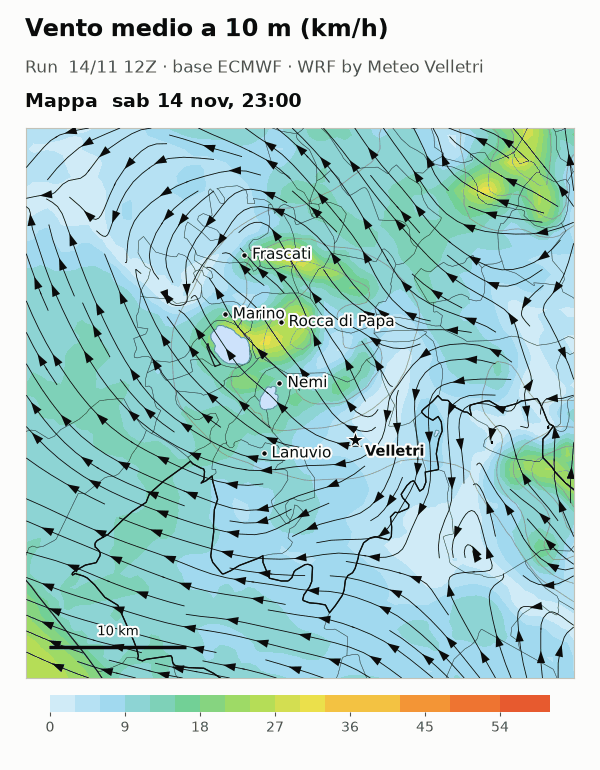 Vento medio a 10 m (km/h)
Run  14/11 12Z · base ECMWF · WRF by Meteo Velletri
Mappa  sab 14 nov, 23:00
Frascati
Marino
Rocca di Papa
Nemi
Velletri
Lanuvio
10 km
0 9 18 27 36 45 54